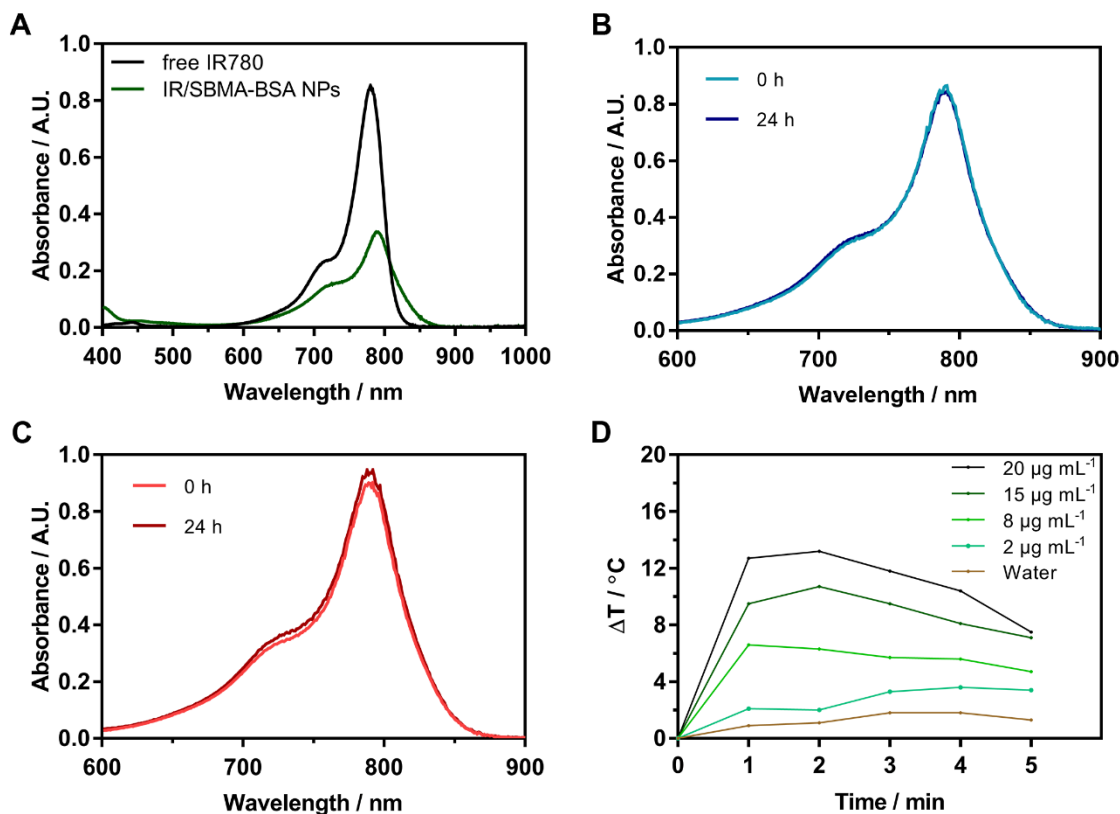 A
Absorbance / A.U.
1.0
0.8
0.6
0.4
0.2
0.0
free IR780
IR/SBMA-BSA NPs
400 500 600 700 800 900 1000
Wavelength / nm
B
Absorbance / A.U.
1.0
0.8
0.6
0.4
0.2
0.0
0 h
24 h
600 700 800 900
Wavelength / nm
C
Absorbance / A.U.
1.0
0.8
0.6
0.4
0.2
0.0
0 h
24 h
600 700 800 900
Wavelength / nm
D
ΔT / °C
20
16
12
8
4
0
20 µg mL⁻¹
15 µg mL⁻¹
8 µg mL⁻¹
2 µg mL⁻¹
Water
0 1 2 3 4 5
Time / min